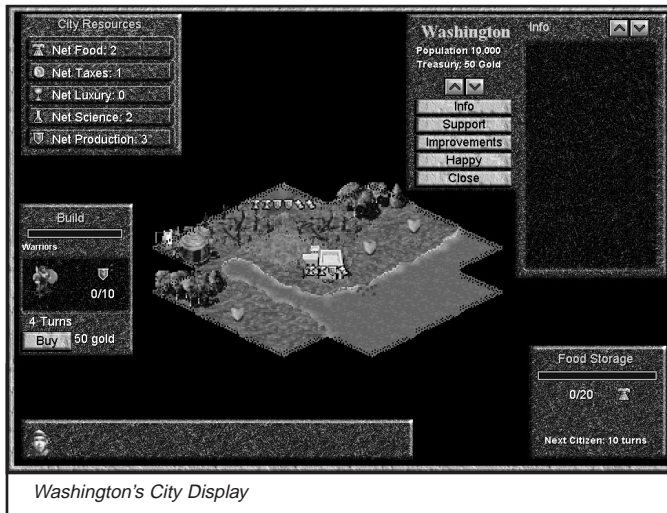 City Resources
Net Food: 2
Net Taxes: 1
Net Luxury: 0
Net Science: 2
Net Production: 3
Washington
Population 10,000
Treasury: 50 Gold
Info
Support
Improvements
Happy
Close
Info
Build
Warriors
0/10
4 Turns
Buy 50 gold
Food Storage
0/20
Next Citizen: 10 turns
Washington's City Display